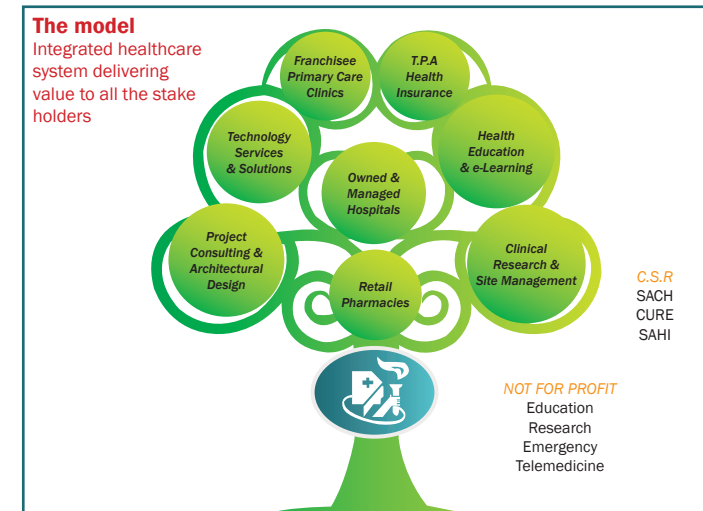 The model
Integrated healthcare
system delivering
value to all the stake
holders
Franchisee
Primary Care
Clinics
T.P.A
Health
Insurance
Technology
Services
& Solutions
Health
Education
& e-Learning
Owned &
Managed
Hospitals
Project
Consulting &
Architectural
Design
Clinical
Research &
Site Management
Retail
Pharmacies
C.S.R
SACH
CURE
SAHI
NOT FOR PROFIT
Education
Research
Emergency
Telemedicine